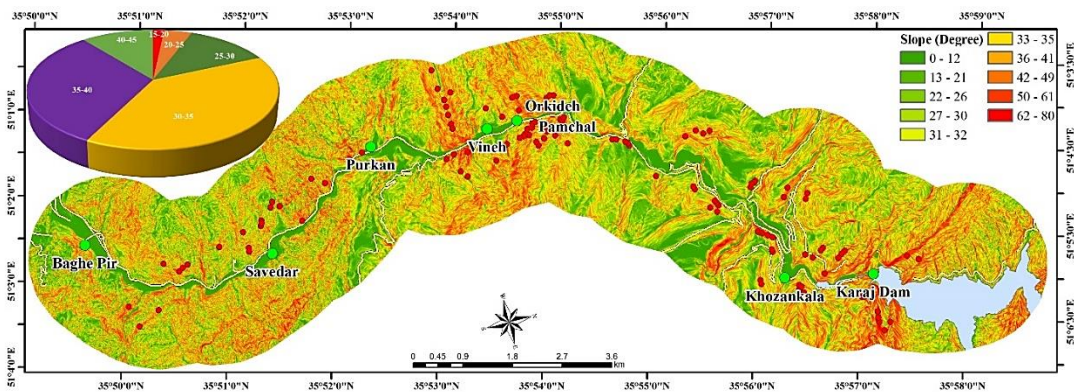 35°50'0"E 35°51'0"E 35°52'0"E 35°53'0"E 35°54'0"E 35°55'0"E 35°56'0"E 35°57'0"E 35°58'0"E 35°59'0"E
15-20
40-45
20-25
25-30
35-40
30-35
Slope (Degree)
0 - 12
13 - 21
22 - 26
27 - 30
31 - 32
33 - 35
36 - 41
42 - 49
50 - 61
62 - 80
51°1'0"E
51°2'0"E
51°3'0"E
51°4'0"E
51°3'30"E
51°4'30"E
51°5'30"E
51°6'30"E
Orkideh
Pamchal
Vineh
Purkan
Baghe Pir
Savedar
Khozankala
Karaj Dam
N
E
S
W
0 0.45 0.9 1.8 2.7 3.6
km
35°50'0"E 35°51'0"E 35°52'0"E 35°53'0"E 35°54'0"E 35°55'0"E 35°56'0"E 35°57'0"E 35°58'0"E